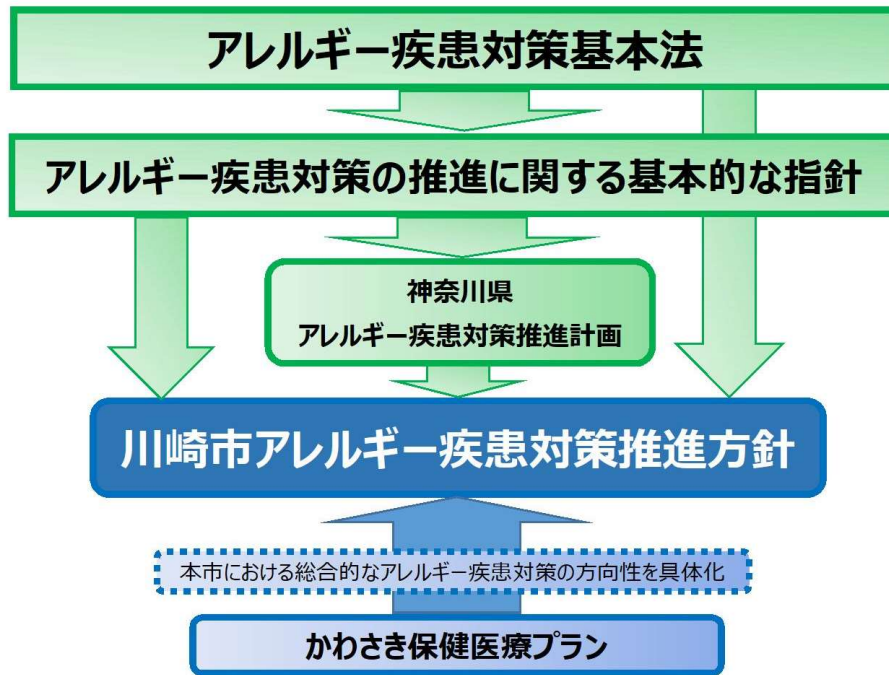 アレルギー疾患対策基本法
アレルギー疾患対策の推進に関する基本的な指針
神奈川県
アレルギー疾患対策推進計画
川崎市アレルギー疾患対策推進方針
本市における総合的なアレルギー疾患対策の方向性を具体化
かわさき保健医療プラン